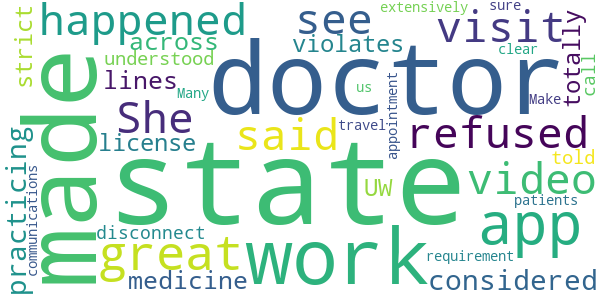 extensively sure
strict happened see visit
across violates clear
understood
made doctor totally call
lines Many us Make
She said travel appointment refused
practicing communications license told
state UW video
disconnect patients app
great work requirement
medicine considered